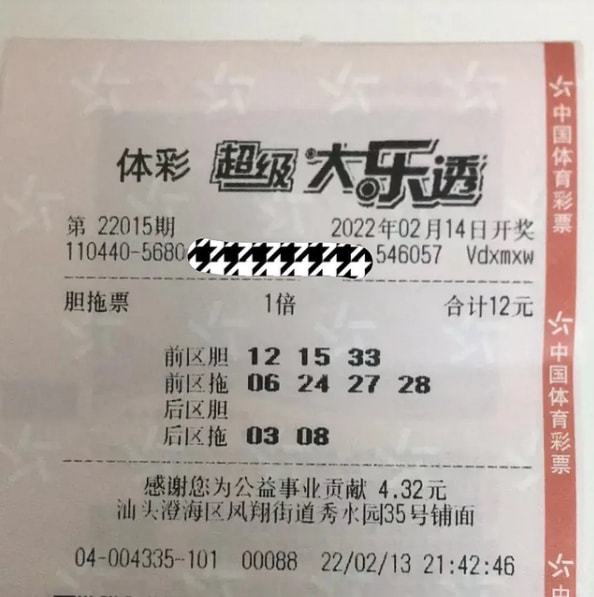 体彩 超级大乐透
第 22015期 2022年02月14日开奖
110440-5680 546057 Vdxmxw
胆拖票 1倍 合计12元
前区胆 12 15 33
前区拖 06 24 27 28
后区胆
后区拖 03 08
感谢您为公益事业贡献 4.32元
汕头澄海区凤翔街道秀水园35号铺面
04-004335-101 00088 22/02/13 21:42:46
中国体育彩票
中国体育彩票
中